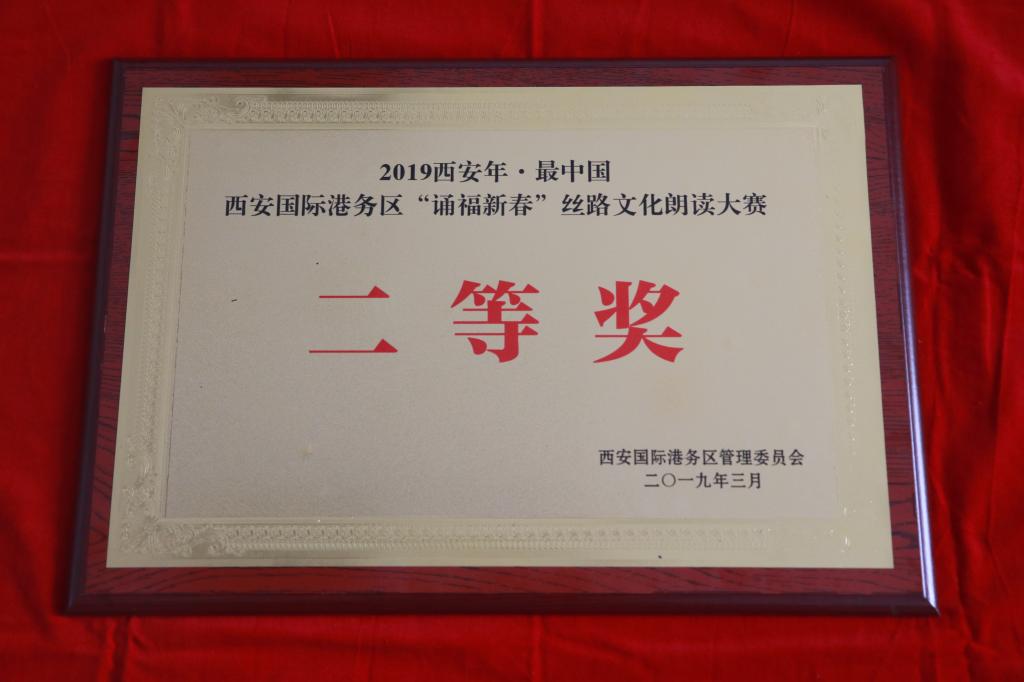 2019西安年·最中国
西安国际港务区“诵福新春”丝路文化朗读大赛
二等奖
西安国际港务区管理委员会
二〇一九年三月